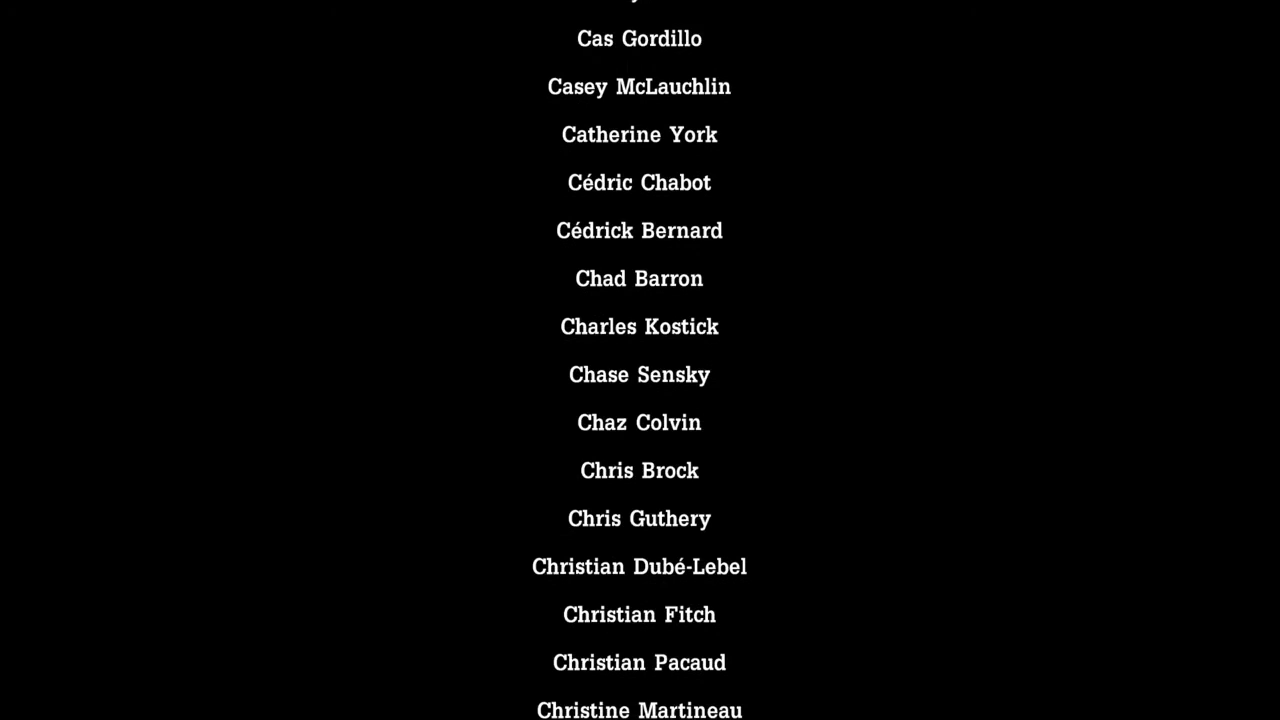 Cas Gordillo
Casey McLauchlin
Catherine York
Cédric Chabot
Cédrick Bernard
Chad Barron
Charles Kostick
Chase Sensky
Chaz Colvin
Chris Brock
Chris Guthery
Christian Dubé-Lebel
Christian Fitch
Christian Pacaud
Christine Martineau